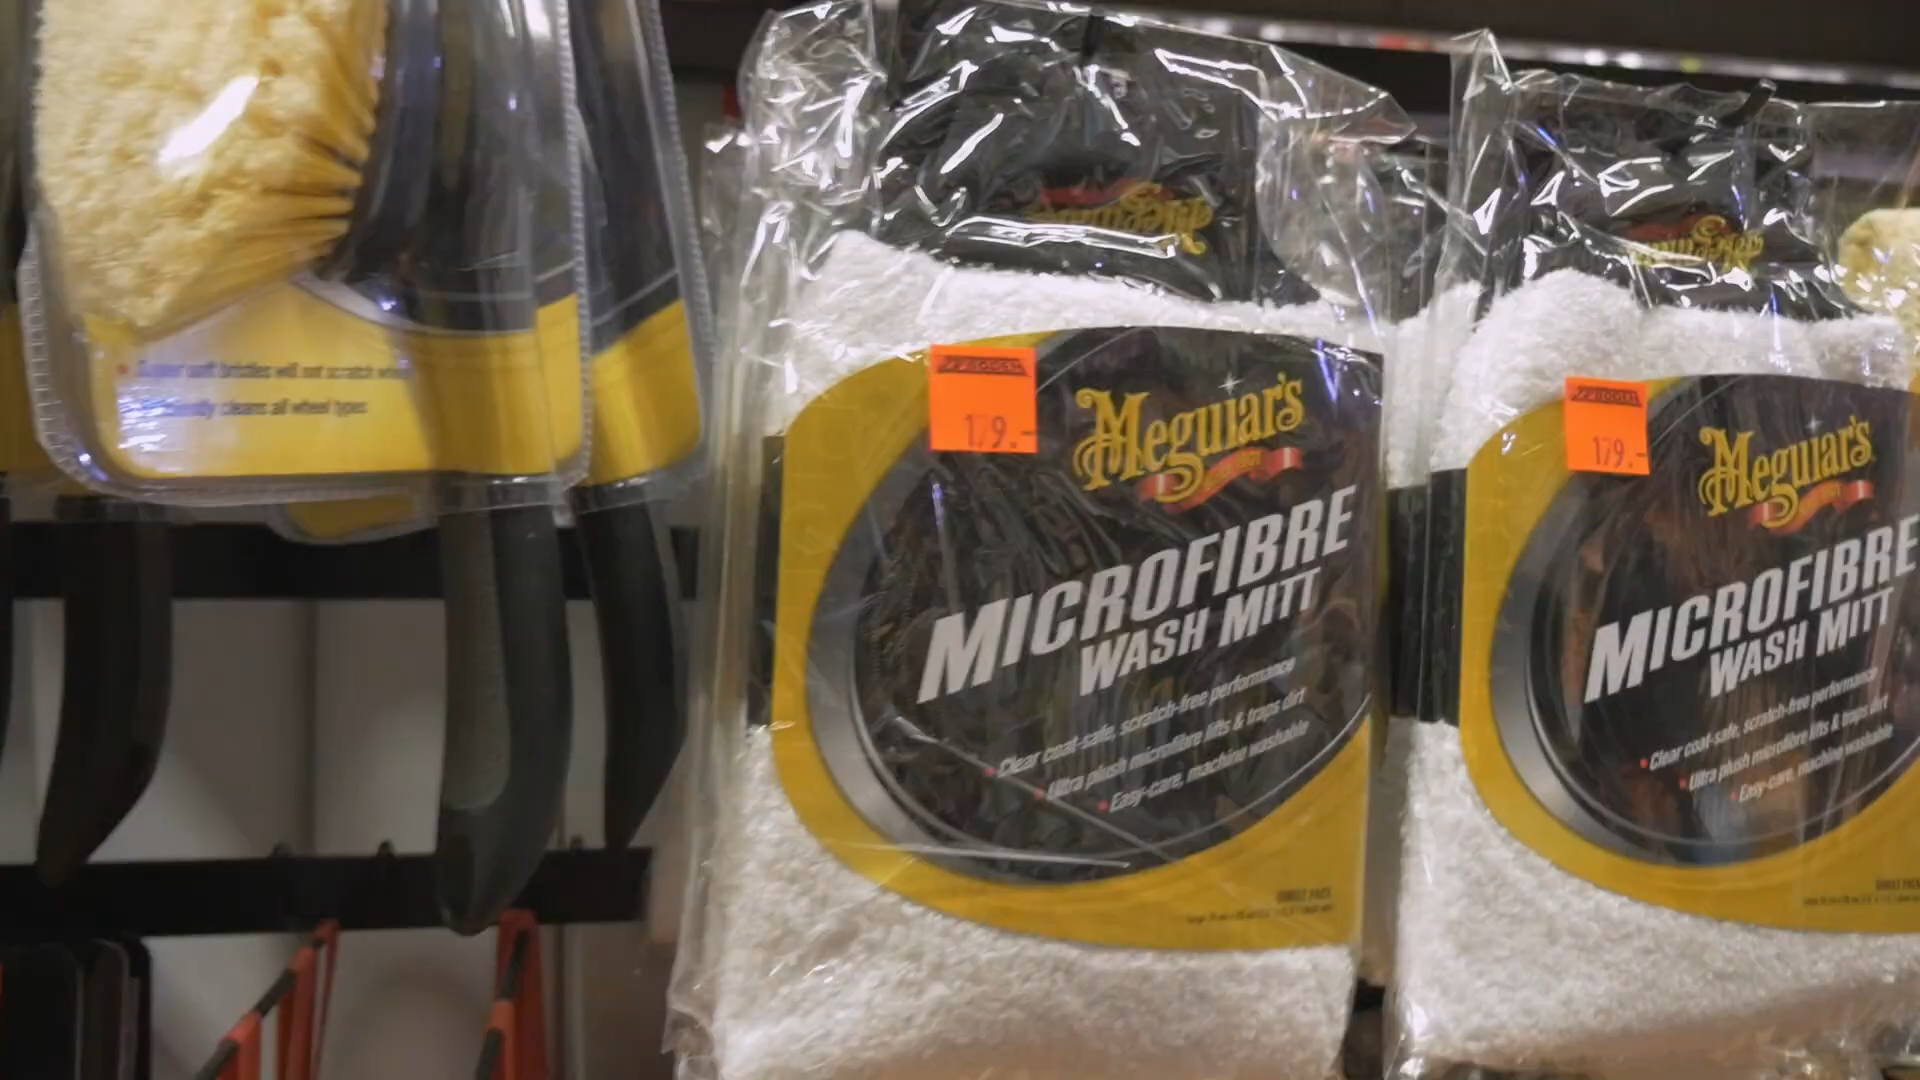 Super soft bristles will not scratch
cleans all wheel types
179.-
Meguiar's
MICROFIBRE
WASH MITT
Clear coat-safe, scratch-free performance
Ultra plush microfibre lifts & traps dirt
Easy-care, machine washable
SINGLE PACK
179.-
Meguiar's
MICROFIBRE
WASH MITT
Clear coat-safe, scratch-free performance
Ultra plush microfibre lifts & traps dirt
Easy-care, machine washable